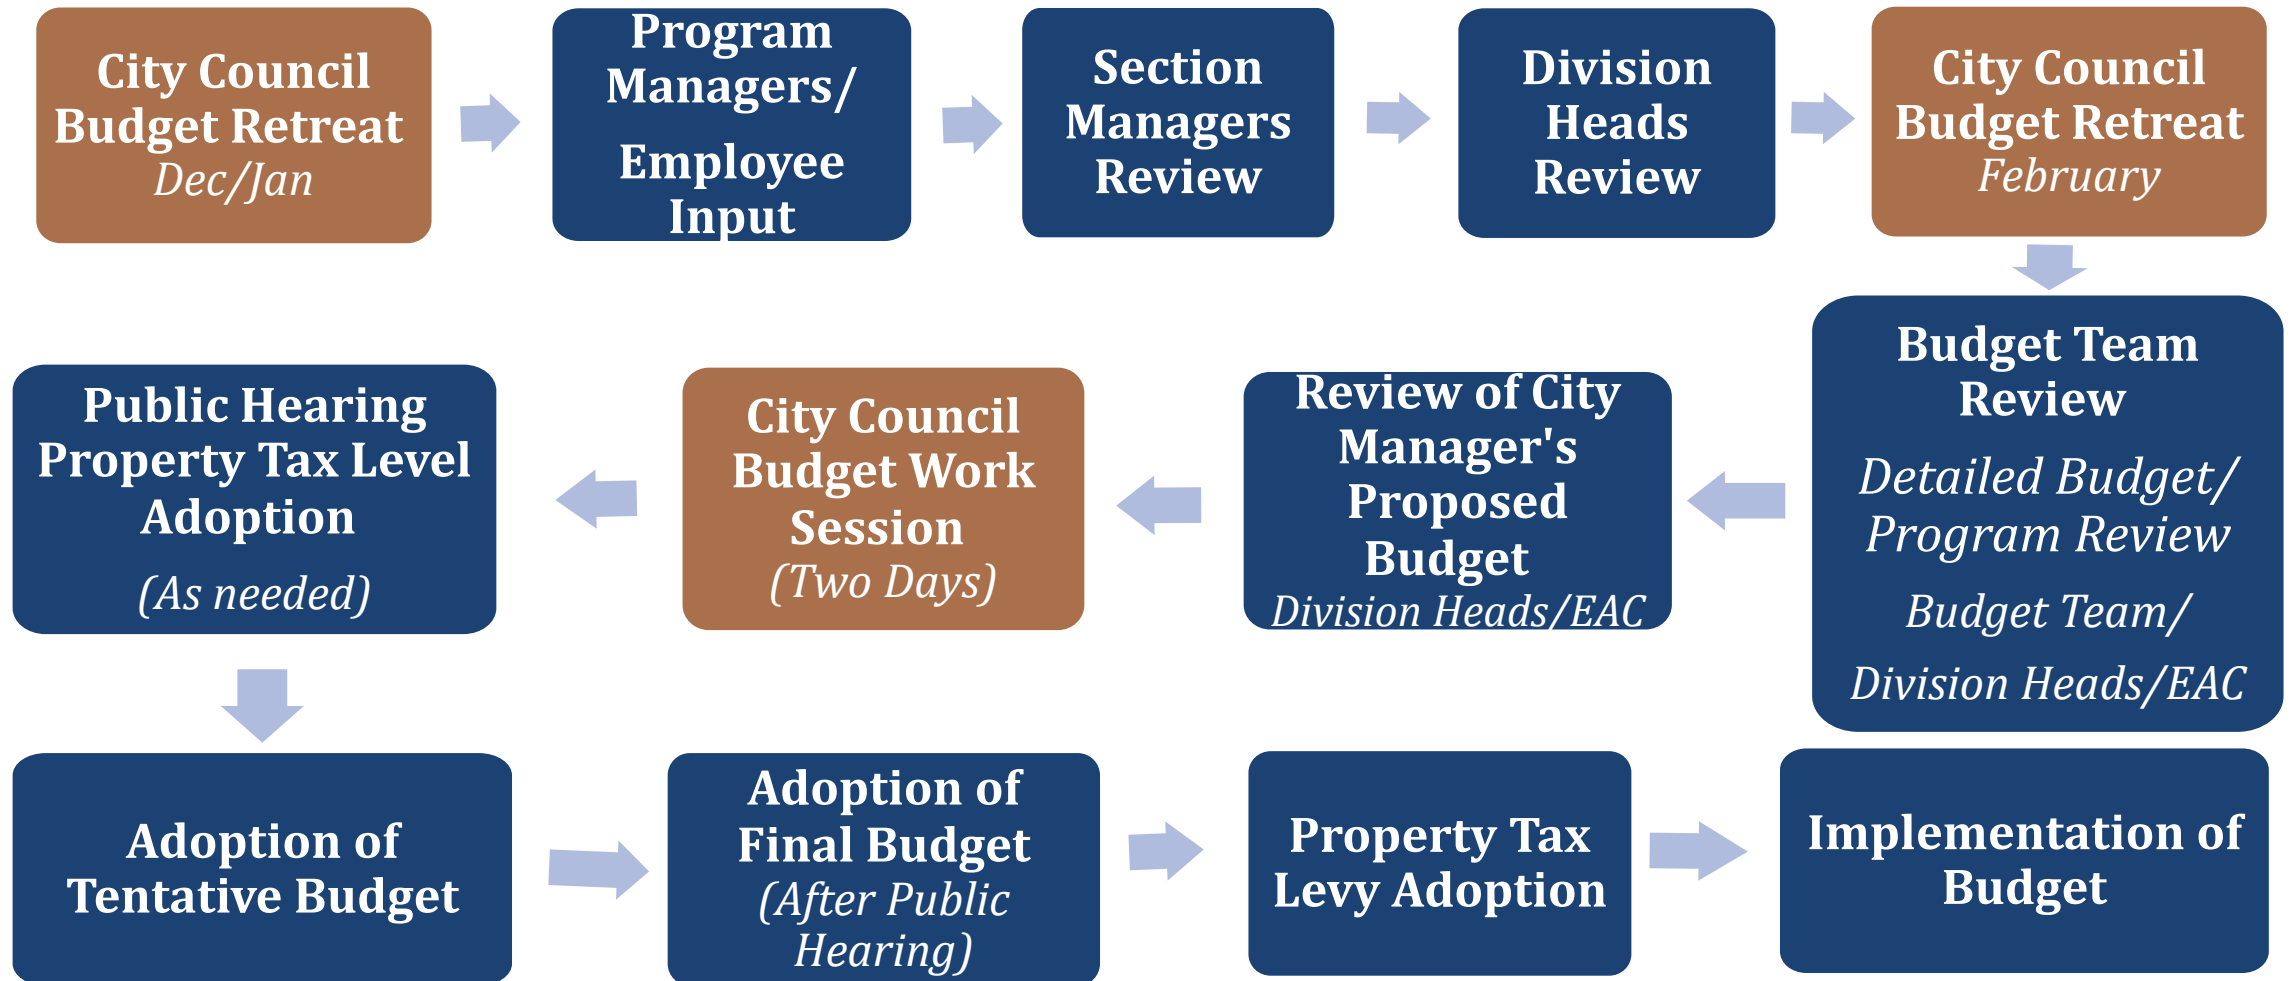 City Council
Budget Retreat
Dec/Jan
Program
Managers/
Employee
Input
Section
Managers
Review
Division
Heads
Review
City Council
Budget Retreat
February
Budget Team
Review
Detailed Budget/
Program Review
Budget Team/
Division Heads/EAC
Review of City
Manager's
Proposed
Budget
Division Heads/EAC
City Council
Budget Work
Session
(Two Days)
Public Hearing
Property Tax Level
Adoption
(As needed)
Adoption of
Tentative Budget
Adoption of
Final Budget
(After Public
Hearing)
Property Tax
Levy Adoption
Implementation of
Budget